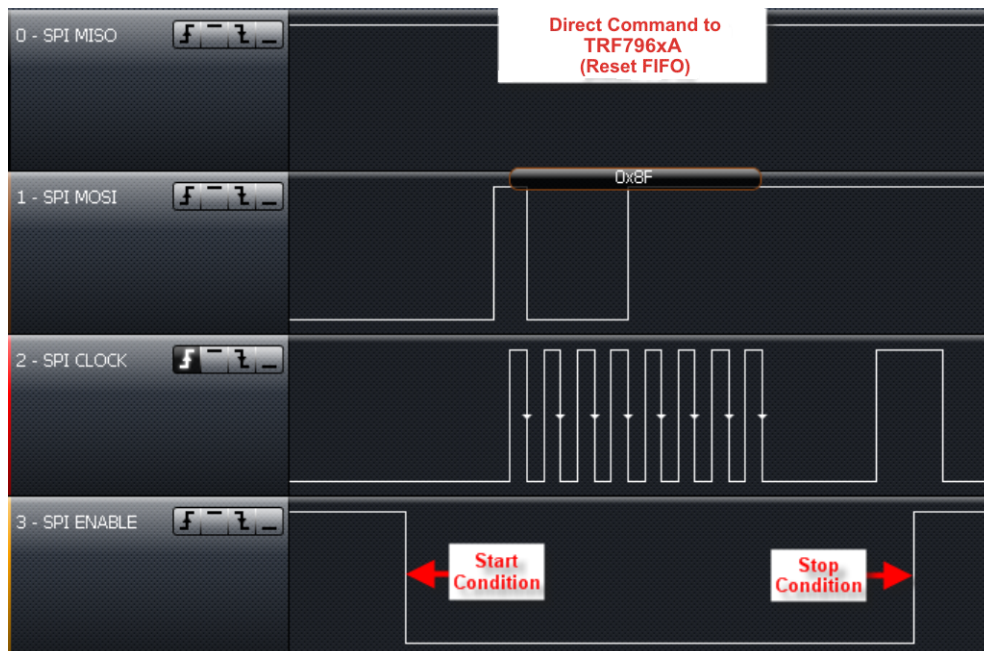 0 - SPI MISO
Direct Command to
TRF796xA
(Reset FIFO)
1 - SPI MOSI
0x8F
2 - SPI CLOCK
3 - SPI ENABLE
Start
Condition
Stop
Condition